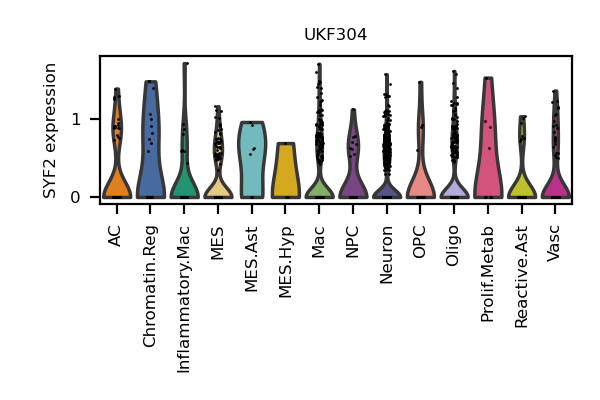 UKF304
SYF2 expression
1
0
AC
Chromatin.Reg
Inflammatory.Mac
MES
MES.Ast
MES.Hyp
Mac
NPC
Neuron
OPC
Oligo
Prolif.Metab
Reactive.Ast
Vasc